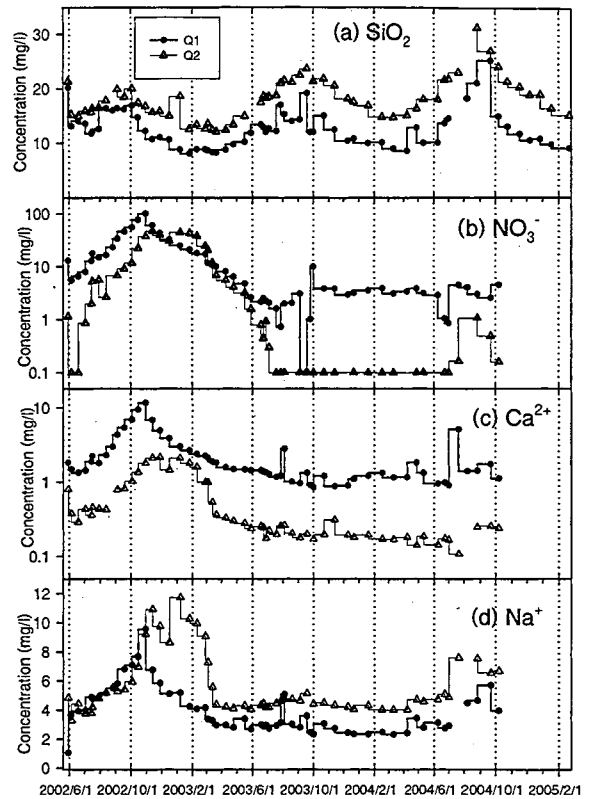 Q1
Q2
(a) SiO2
Concentration (mg/l)
30
20
10
(b) NO3-
Concentration (mg/l)
100
10
1
0.1
(c) Ca2+
Concentration (mg/l)
10
1
0.1
(d) Na+
Concentration (mg/l)
12
10
8
6
4
2
0
2002/6/1 2002/10/1 2003/2/1 2003/6/1 2003/10/1 2004/2/1 2004/6/1 2004/10/1 2005/2/1